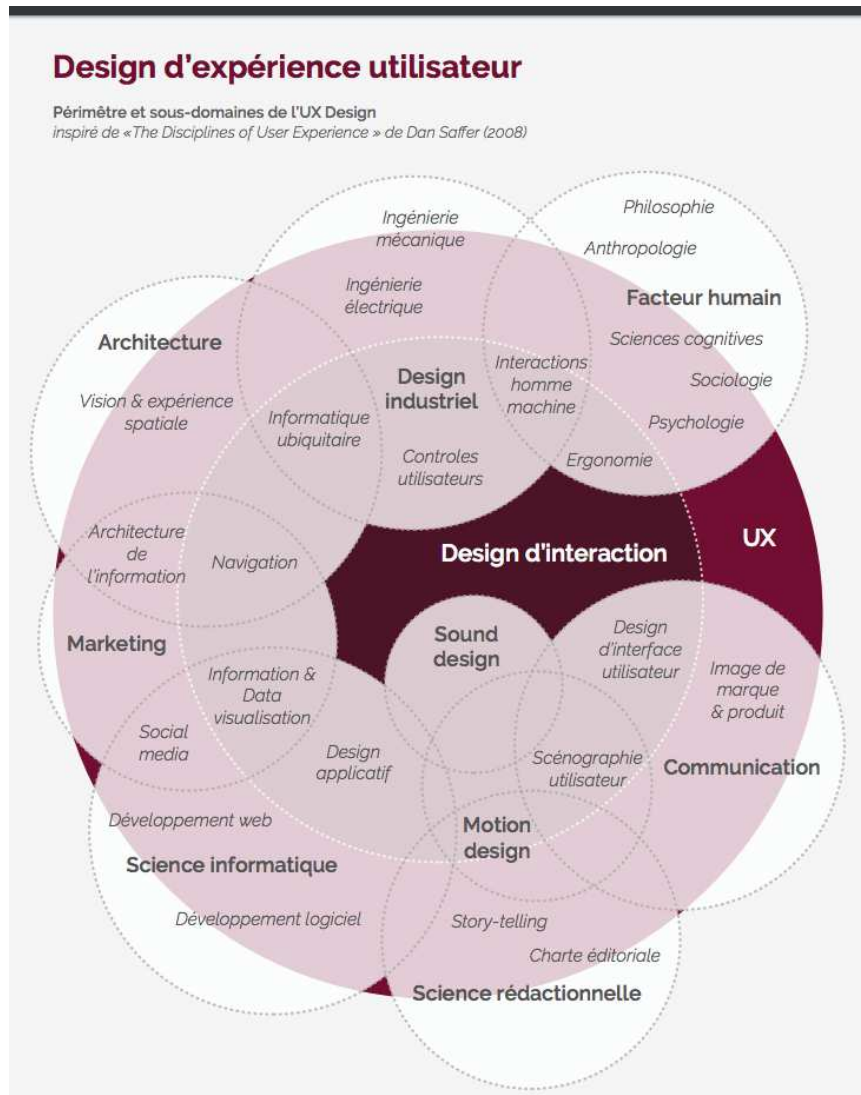 Design d'expérience utilisateur
Périmêtre et sous-domaines de l'UX Design
inspiré de «The Disciplines of User Experience » de Dan Saffer (2008)
Ingénierie
mécanique
Philosophie
Anthropologie
Ingénierie
électrique
Facteur humain
Architecture
Sciences cognitives
Design
industriel
Interactions
homme
machine
Sociologie
Vision & expérience
spatiale
Informatique
ubiquitaire
Psychologie
Controles
utilisateurs
Ergonomie
Architecture
de
l'information
Navigation
Design d'interaction
UX
Marketing
Sound
design
Design
d'interface
utilisateur
Information &
Data
visualisation
Image de
marque
& produit
Social
media
Design
applicatif
Scénographie
utilisateur
Communication
Développement web
Motion
design
Science informatique
Développement logiciel
Story-telling
Charte éditoriale
Science rédactionnelle